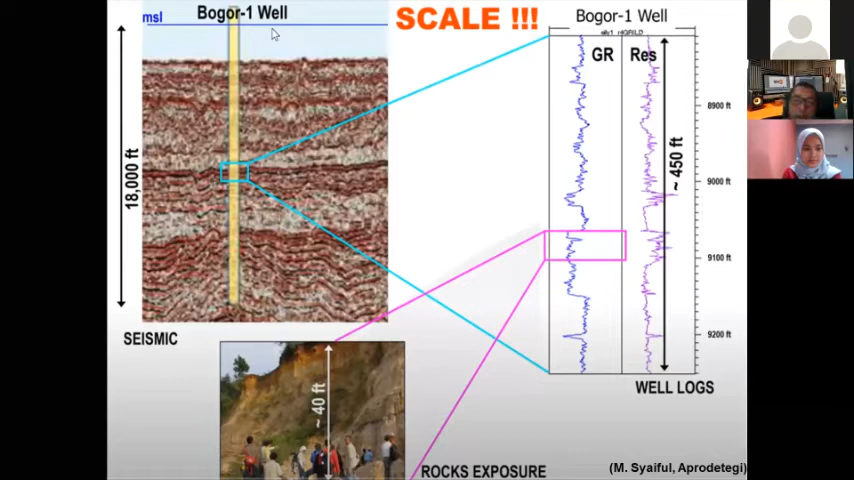 msl
Bogor-1 Well
SCALE !!!
Bogor-1 Well
GR
Res
8900 ft
9000 ft
9100 ft
9200 ft
~ 450 ft
18,000 ft
SEISMIC
~ 40 ft
WELL LOGS
ROCKS EXPOSURE
(M. Syaiful, Aprodetegi)